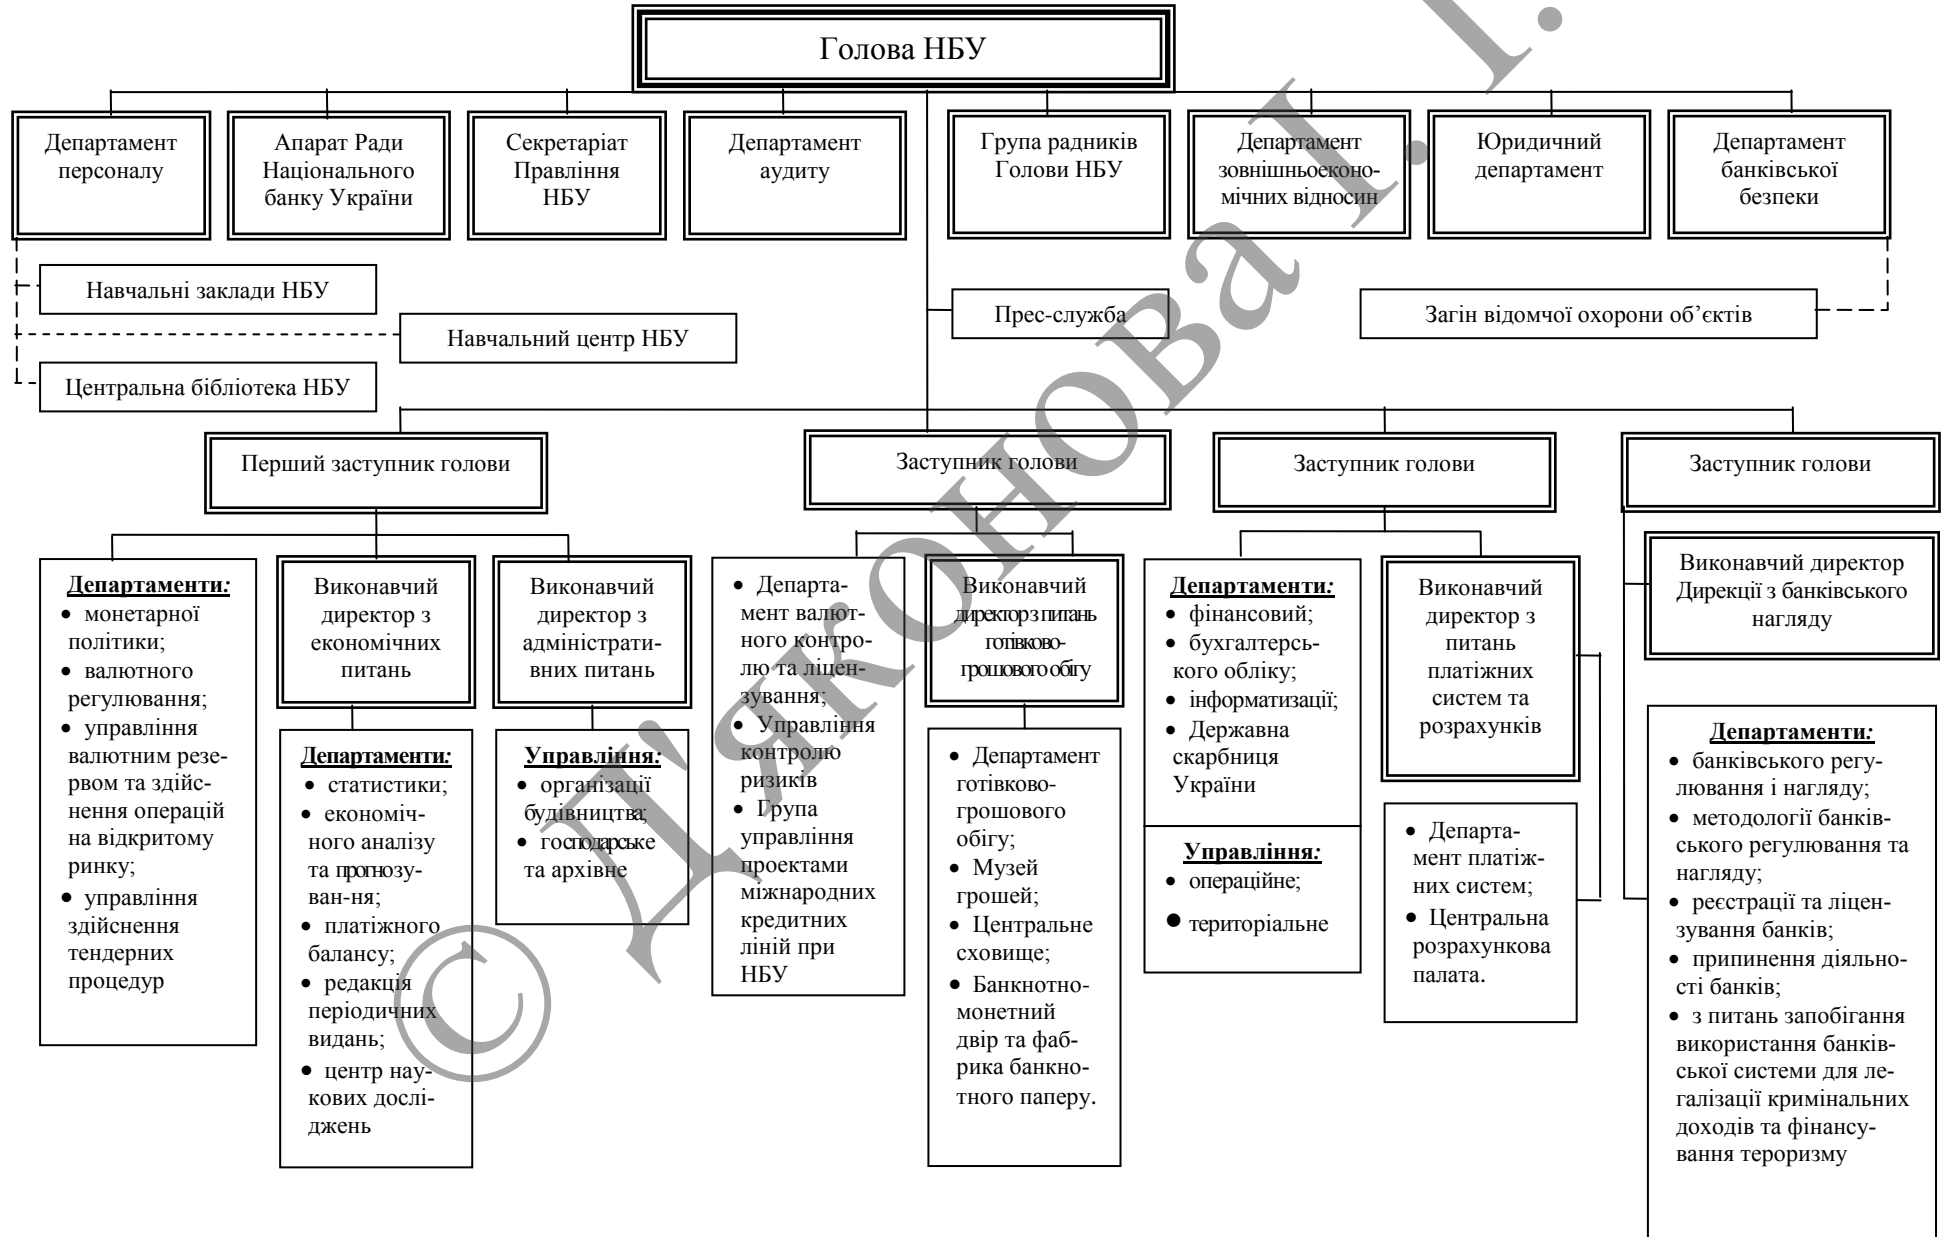 Голова НБУ
Департамент
персоналу
Апарат Ради
Національного
банку України
Секретаріат
Правління
НБУ
Департамент
аудиту
Група радників
Голови НБУ
Департамент
зовнішньоеконо-
мічних відносин
Юридичний
департамент
Департамент
банківської
безпеки
Навчальні заклади НБУ
Навчальний центр НБУ
Центральна бібліотека НБУ
Прес-служба
Загін відомчої охорони об’єктів
Перший заступник голови
Заступник голови
Заступник голови
Заступник голови
Департаменти:
• монетарної
політики;
• валютного
регулювання;
• управління
валютним резе-
рвом та здійс-
нення операцій
на відкритому
ринку;
• управління
здійснення
тендерних
процедур
Виконавчий
директор з
економічних
питань
Департаменти:
• статистики;
• економіч-
ного аналізу
та прогнозу-
ван-ня;
• платіжного
балансу;
• редакція
періодичних
видань;
• центр нау-
кових дослі-
джень
Виконавчий
директор з
адміністрати-
вних питань
Управління:
• організації
будівництва;
• господарське
та архівне
• Департа-
мент валют-
ного контро-
лю та ліцен-
зування;
• Управління
контролю
ризиків
• Група
управління
проектами
міжнародних
кредитних
ліній при
НБУ
Виконавчий
директор з питань
готівково-
грошового обігу
• Департамент
готівково-
грошового
обігу;
• Музей
грошей;
• Центральне
сховище;
• Банкнотно-
монетний
двір та фаб-
рика банкно-
тного паперу.
Департаменти:
• фінансовий;
• бухгалтерсь-
кого обліку;
• інформатизації;
• Державна
скарбниця
України
Управління:
• операційне;
• територіальне
Виконавчий
директор з
питань
платіжних
систем та
розрахунків
• Департа-
мент платіж-
них систем;
• Центральна
розрахункова
палата.
Виконавчий директор
Дирекції з банківського
нагляду
Департаменти:
• банківського регу-
лювання і нагляду;
• методології банків-
ського регулювання та
нагляду;
• реєстрації та ліцен-
зування банків;
• припинення діяльно-
сті банків;
• з питань запобігання
використання банків-
ської системи для ле-
галізації кримінальних
доходів та фінансу-
вання тероризму
© Д'яконова І. І.